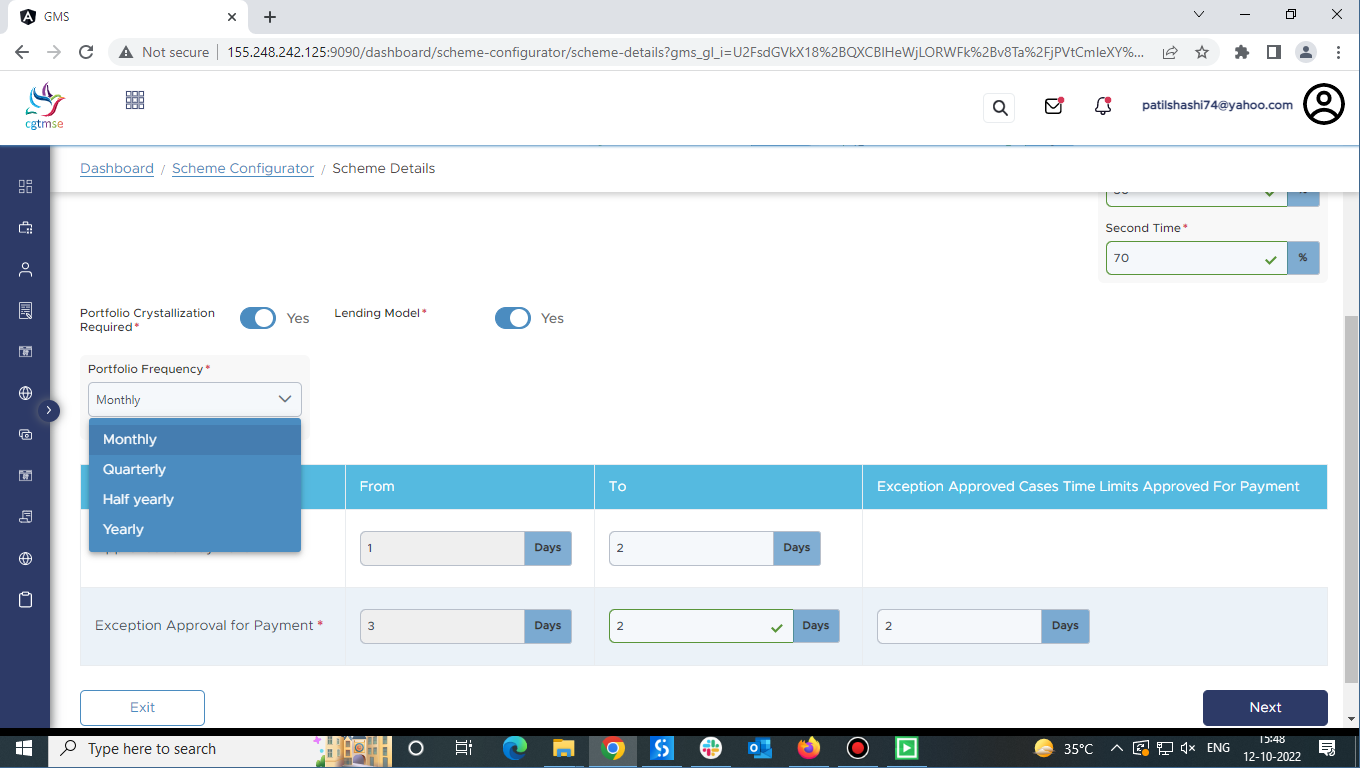 GMS
Not secure
155.248.242.125:9090/dashboard/scheme-configurator/scheme-details?gms_gl_i=U2FsdGVkX18%2BQXCBIHeWjLORWFk%2Bv8Ta%2FjPVtCmIeXY%...
cgtmse
patilshashi74@yahoo.com
Dashboard / Scheme Configurator / Scheme Details
Second Time*
70 %
Portfolio Crystallization Yes Lending Model* Yes
Required*
Portfolio Frequency*
Monthly
Monthly
Quarterly
Half yearly
Yearly
From To Exception Approved Cases Time Limits Approved For Payment
1 Days 2 Days
Exception Approval for Payment * 3 Days 2 Days 2 Days
Exit Next
Type here to search
35°C ENG
15:48
12-10-2022